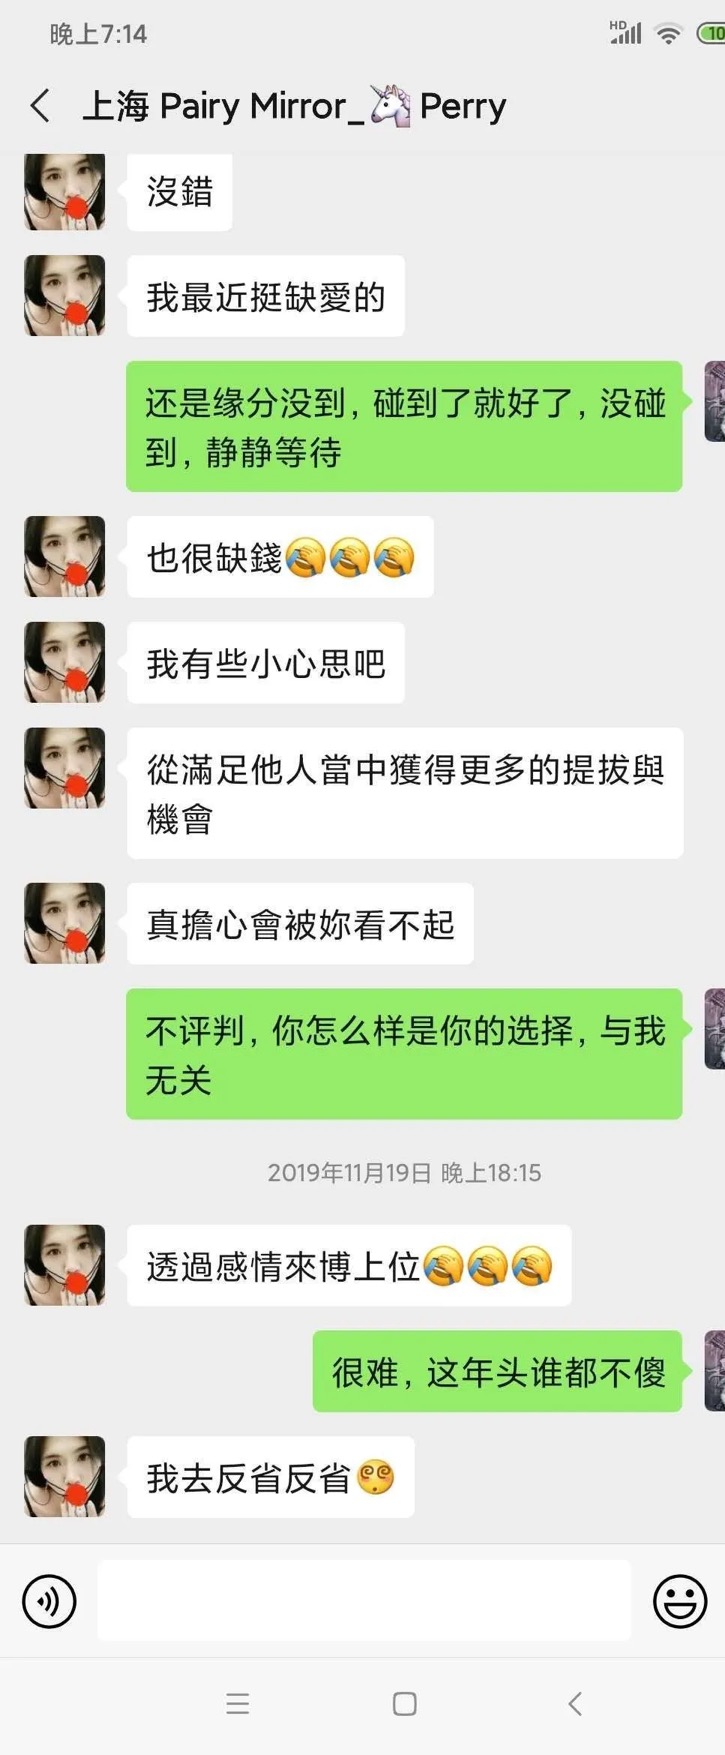 晚上7:14
HD
10
上海 Pairy Mirror_🦄 Perry
沒錯
我最近挺缺愛的
还是缘分没到，碰到了就好了，没碰
到，静静等待
也很缺錢🤣🤣🤣
我有些小心思吧
從滿足他人當中獲得更多的提拔與
機會
真擔心會被妳看不起
不评判，你怎么样是你的选择，与我
无关
2019年11月19日 晚上18:15
透過感情來博上位🤣🤣🤣
很难，这年头谁都不傻
我去反省反省😵